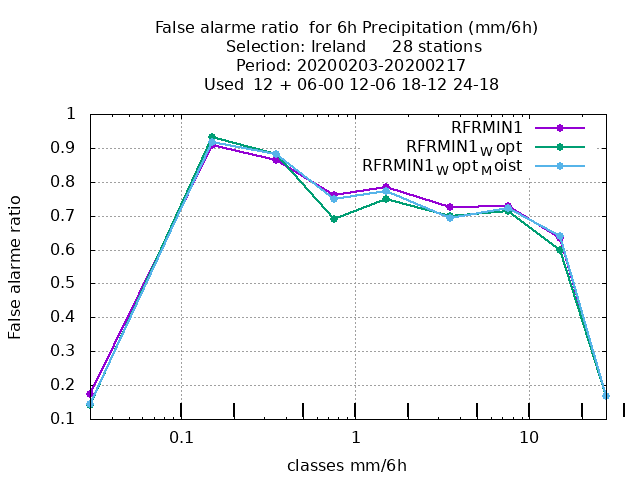 False alarme ratio  for 6h Precipitation (mm/6h)
Selection: Ireland     28 stations
Period: 20200203-20200217
Used  12 + 06-00 12-06 18-12 24-18
RFRMIN1
RFRMIN1Wopt
RFRMIN1WoptMoist
False alarme ratio
1
0.9
0.8
0.7
0.6
0.5
0.4
0.3
0.2
0.1
0.1 1 10
classes mm/6h